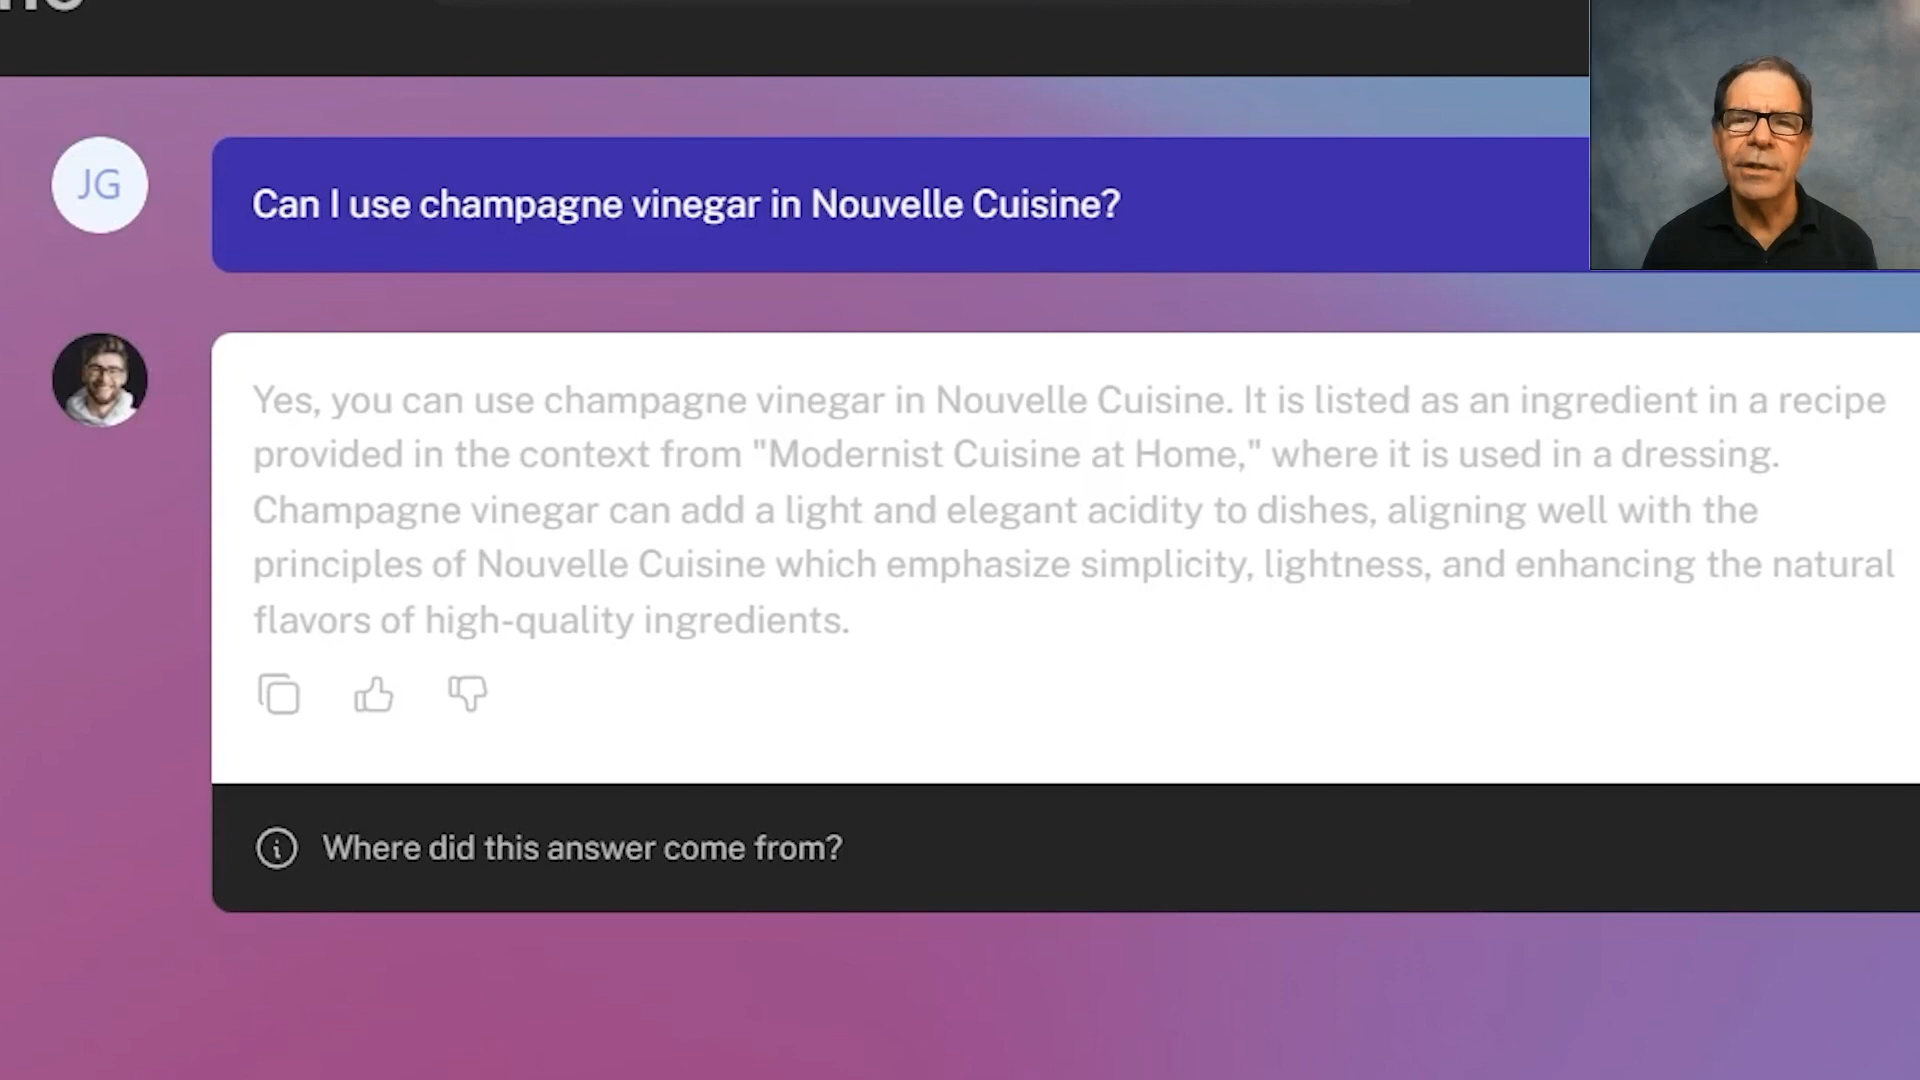 JG
Can I use champagne vinegar in Nouvelle Cuisine?
Yes, you can use champagne vinegar in Nouvelle Cuisine. It is listed as an ingredient in a recipe
provided in the context from "Modernist Cuisine at Home," where it is used in a dressing.
Champagne vinegar can add a light and elegant acidity to dishes, aligning well with the
principles of Nouvelle Cuisine which emphasize simplicity, lightness, and enhancing the natural
flavors of high-quality ingredients.
Where did this answer come from?